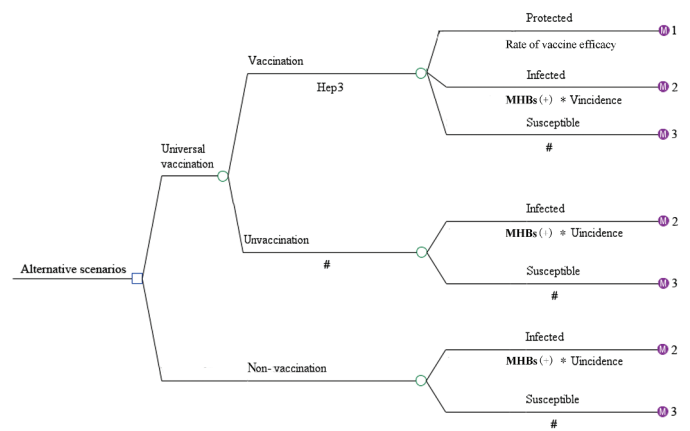 Protected
M 1
Rate of vaccine efficacy
Vaccination
Hep3
Infected
M 2
MHBs(+) * Vincidence
Susceptible
M 3
#
Universal
vaccination
Unvaccination
#
Infected
M 2
MHBs(+) * Uincidence
Susceptible
M 3
#
Alternative scenarios
Non- vaccination
Infected
M 2
MHBs(+) * Uincidence
Susceptible
M 3
#